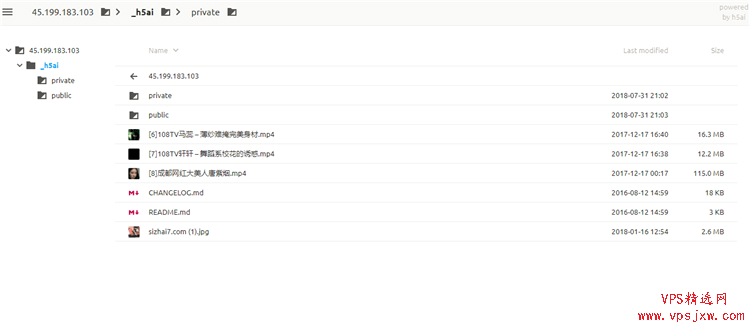 45.199.183.103 > _h5ai > private
powered
by h5ai
45.199.183.103
_h5ai
private
public
Name Last modified Size
45.199.183.103
private 2018-07-31 21:02
public 2018-07-31 21:03
[6]108TV马蕊 – 薄纱难掩完美身材.mp4 2017-12-17 16:40 16.3 MB
[7]108TV轩轩 – 舞蹈系校花的诱惑.mp4 2017-12-17 16:38 12.2 MB
[8]成都网红大美人唐紫烟.mp4 2017-12-17 00:17 115.0 MB
CHANGELOG.md 2016-08-12 14:59 18 KB
README.md 2016-08-12 14:59 3 KB
sizhai7.com (1).jpg 2018-01-16 12:54 2.6 MB
VPS精选网
www.vpsjxw.com